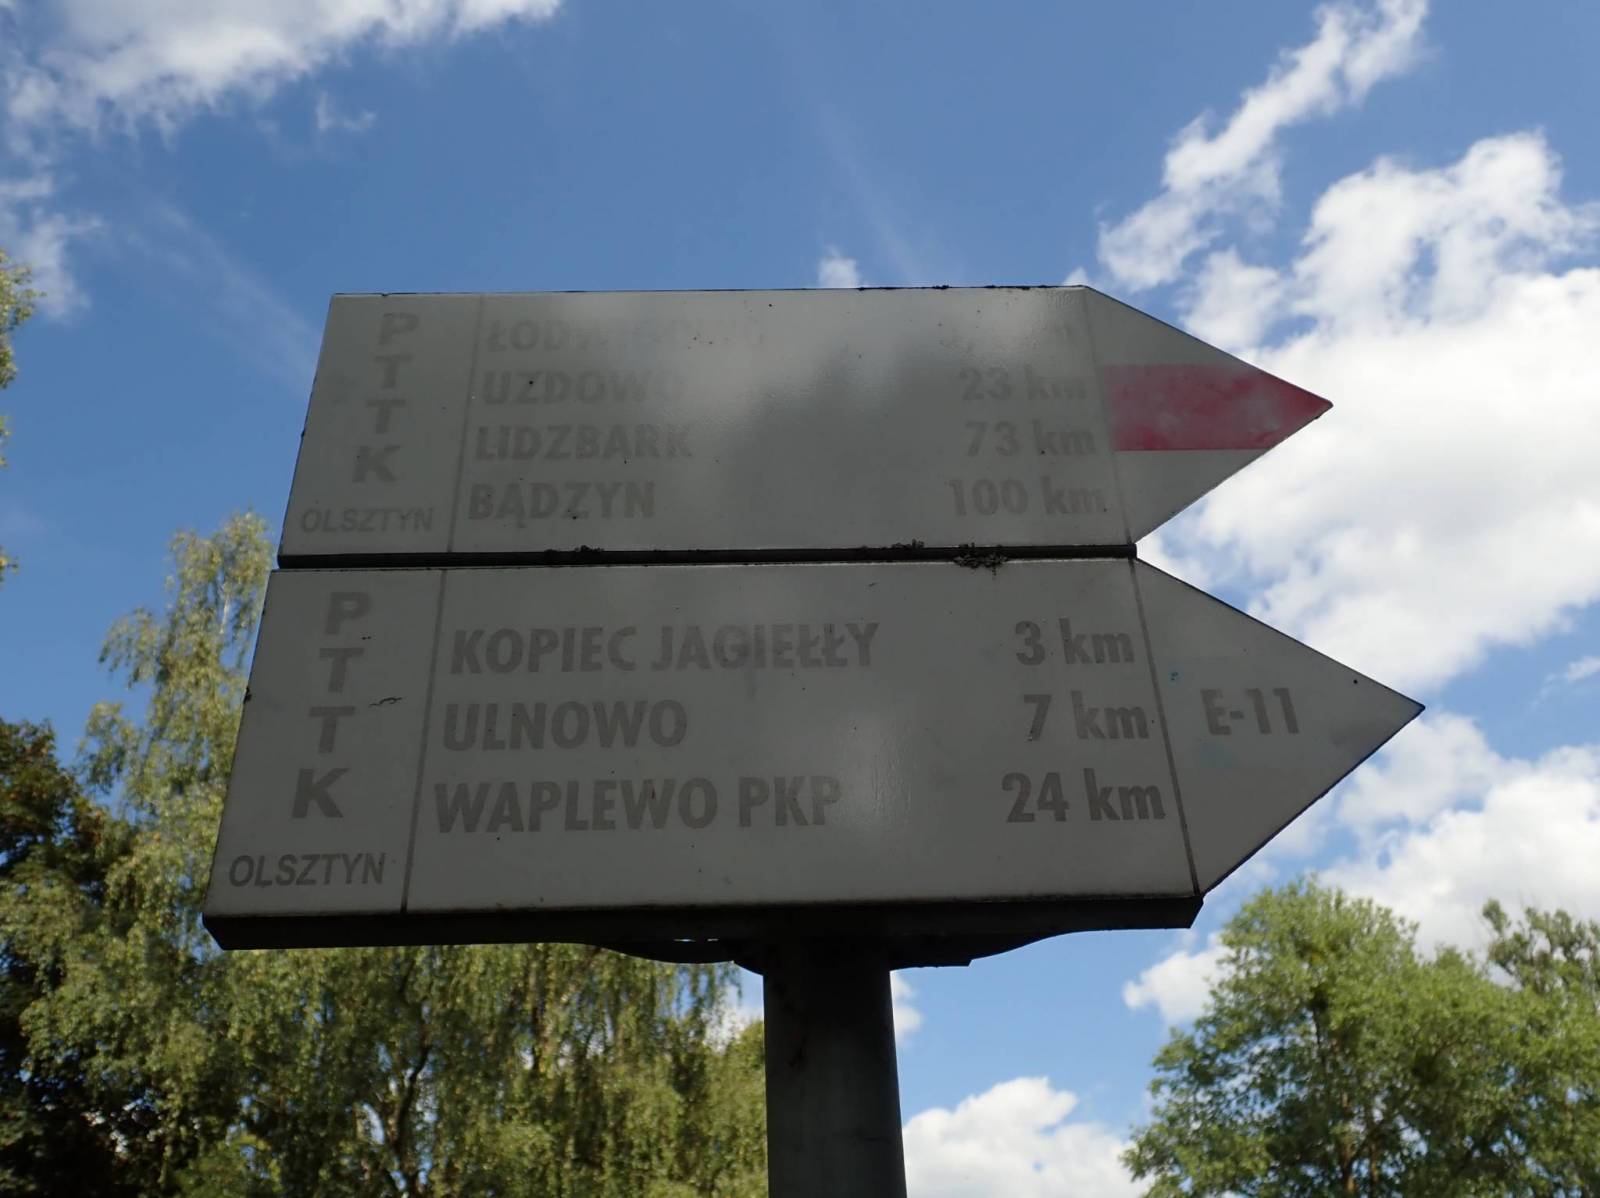 PTTK
OLSZTYN
UZDOWO 23 km
LIDZBARK 73 km
BĄDZYN 100 km
PTTK
OLSZTYN
KOPIEC JAGIEŁŁY 3 km
ULNOWO 7 km
WAPLEWO PKP 24 km
E-11